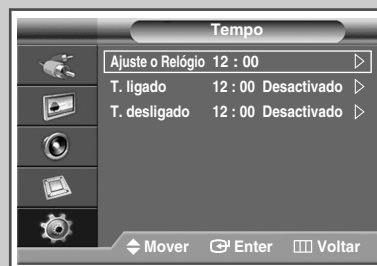 Tempo
Ajuste o Relógio 12 : 00
T. ligado 12 : 00 Desactivado
T. desligado 12 : 00 Desactivado
Mover Enter Voltar